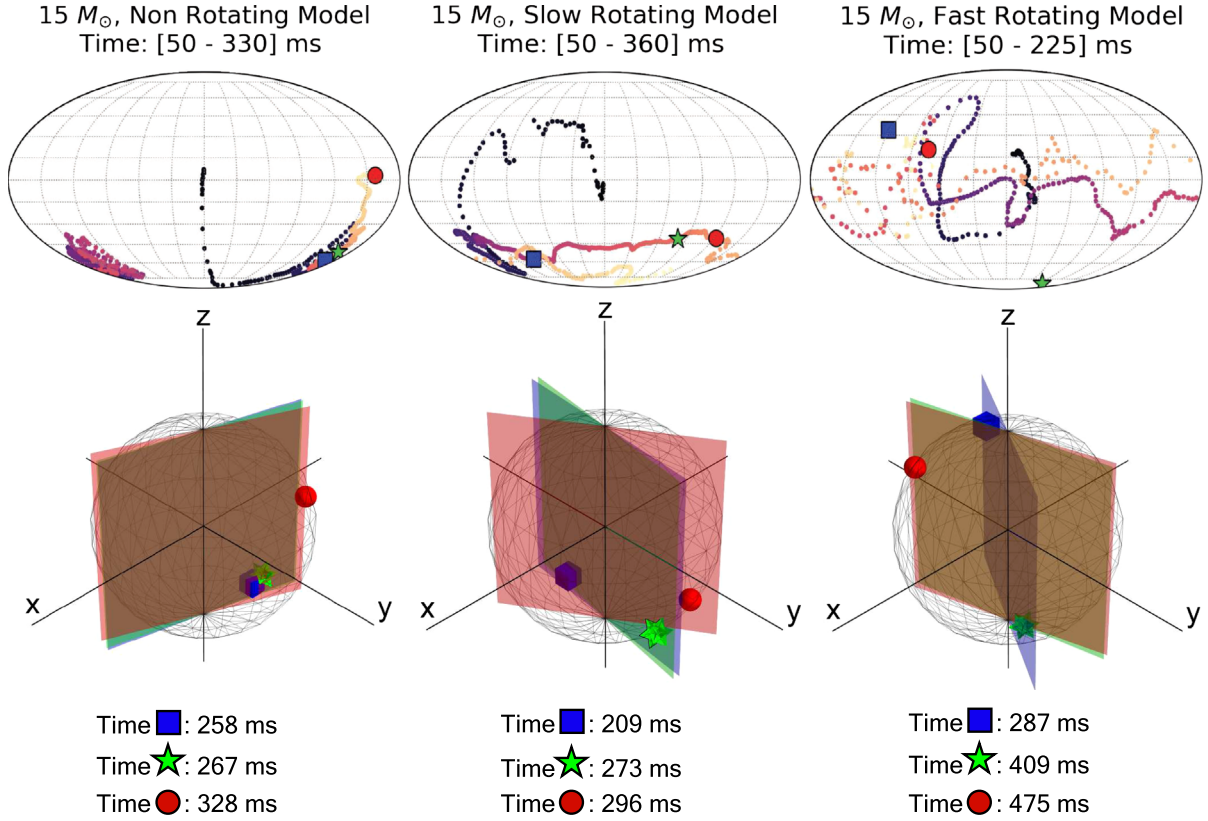 15 M⊙, Non Rotating Model
Time: [50 - 330] ms
15 M⊙, Slow Rotating Model
Time: [50 - 360] ms
15 M⊙, Fast Rotating Model
Time: [50 - 225] ms
z
x
y
z
x
y
z
x
y
Time : 258 ms
Time : 267 ms
Time : 328 ms
Time : 209 ms
Time : 273 ms
Time : 296 ms
Time : 287 ms
Time : 409 ms
Time : 475 ms